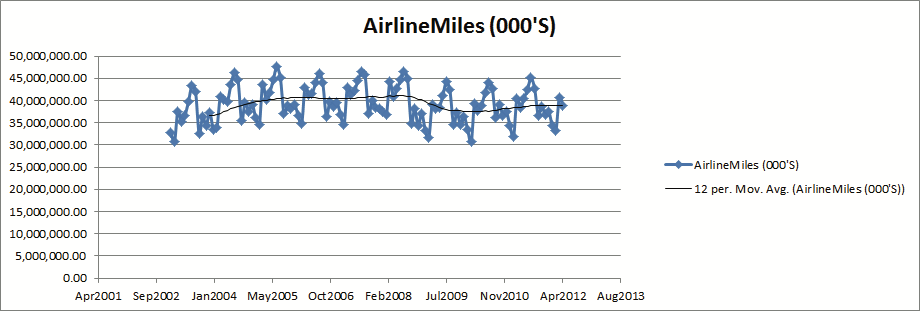 AirlineMiles (000'S)
50,000,000.00
45,000,000.00
40,000,000.00
35,000,000.00
30,000,000.00
25,000,000.00
20,000,000.00
15,000,000.00
10,000,000.00
5,000,000.00
0.00
Apr2001 Sep2002 Jan2004 May2005 Oct2006 Feb2008 Jul2009 Nov2010 Apr2012 Aug2013
AirlineMiles (000'S)
12 per. Mov. Avg. (AirlineMiles (000'S))